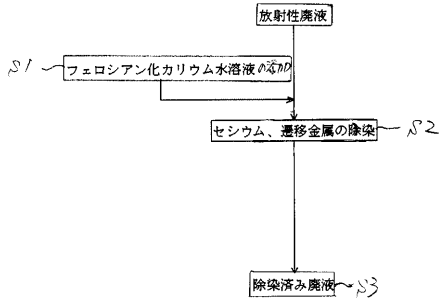 放射性廃液
S1
フェロシアン化カリウム水溶液の添加
セシウム、遷移金属の除染
S2
除染済み廃液
S3